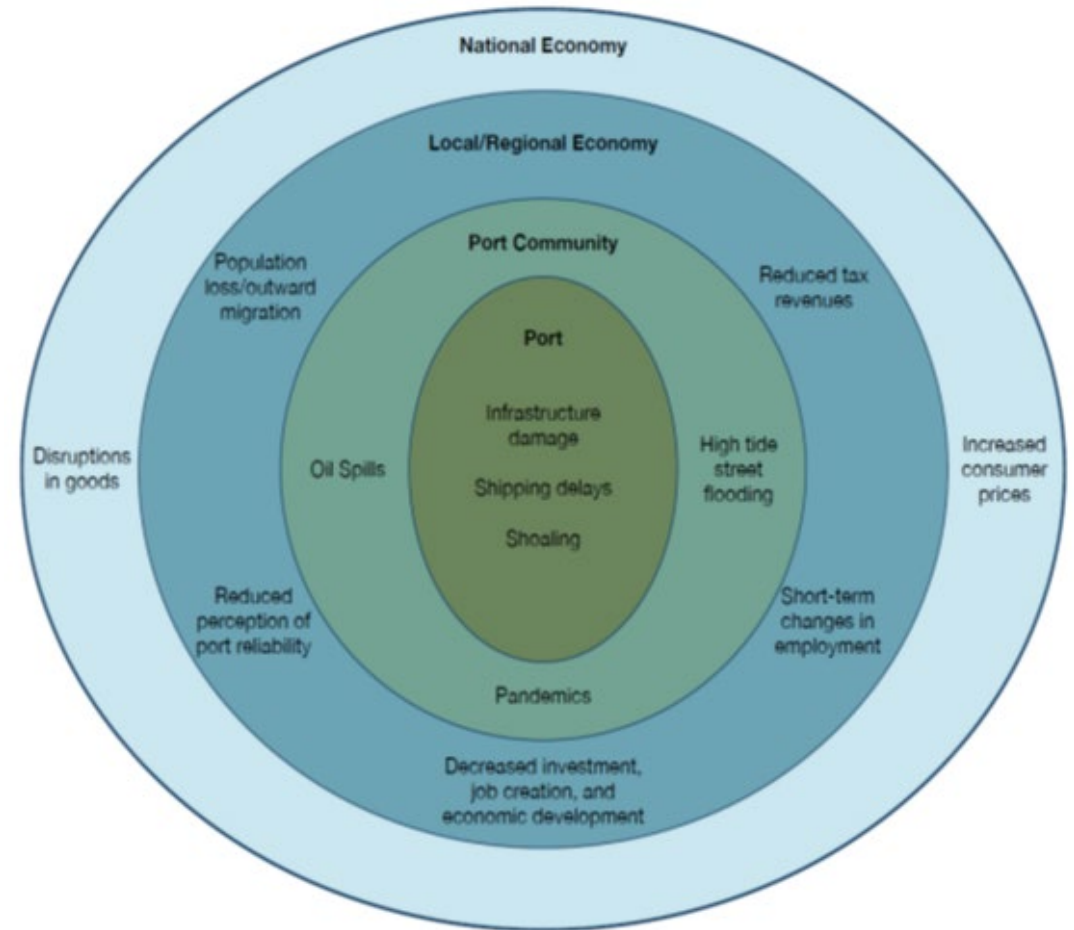 National Economy
Local/Regional Economy
Port Community
Population
loss/outward
migration
Reduced tax
revenues
Port
Infrastructure
damage
Shipping delays
Shoaling
Disruptions
in goods
Oil Spills
High tide
street
flooding
Increased
consumer
prices
Reduced
perception of
port reliability
Short-term
changes in
employment
Pandemics
Decreased investment,
job creation, and
economic development